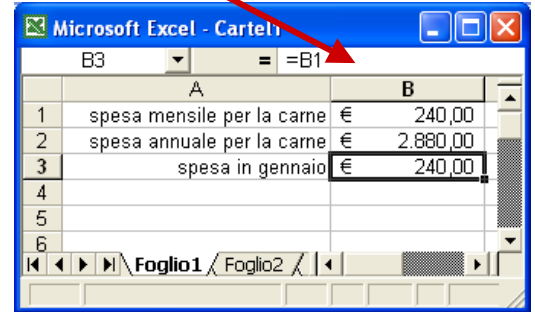 Microsoft Excel - Cartel1
B3 = =B1
A B
1 spesa mensile per la carne € 240,00
2 spesa annuale per la carne € 2.880,00
3 spesa in gennaio € 240,00
4
5
6
Foglio1 Foglio2